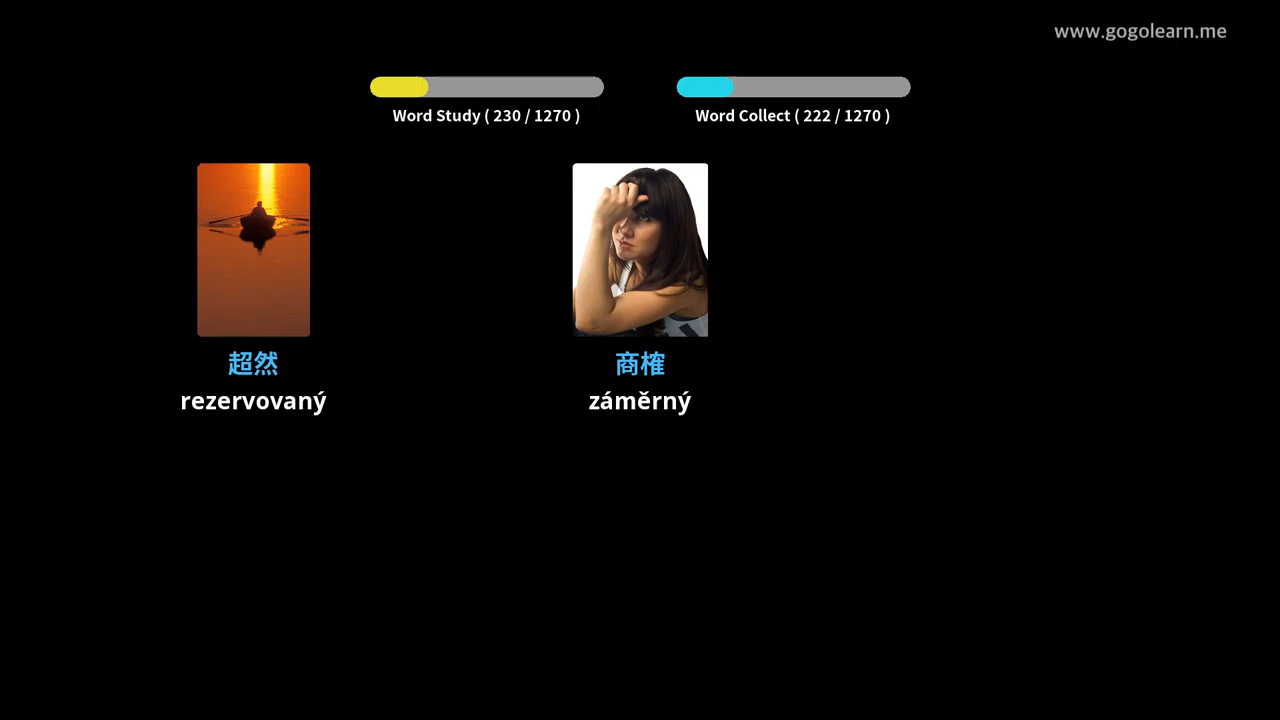 www.gogolearn.me
Word Study ( 230 / 1270 )
Word Collect ( 222 / 1270 )
超然
rezervovaný
商榷
záměrný